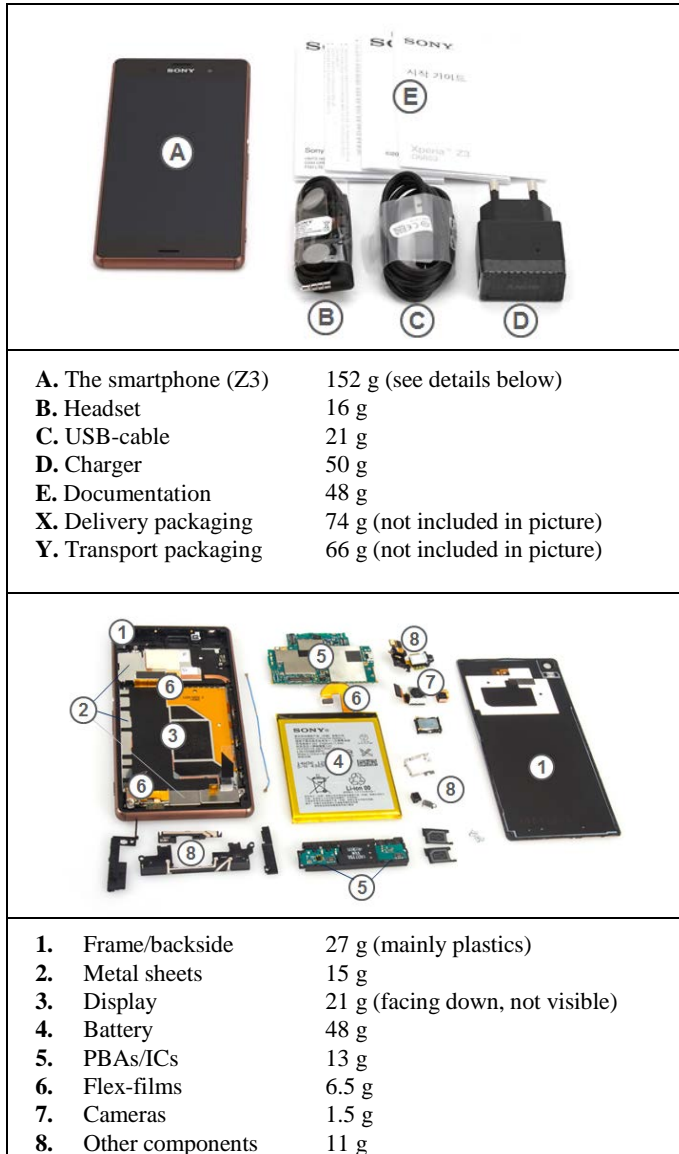 SONY
A
S
S
SONY
시작 가이드
E
Sony
Xperia™ Z3
D6603
B
C
D
A. The smartphone (Z3) 152 g (see details below)
B. Headset 16 g
C. USB-cable 21 g
D. Charger 50 g
E. Documentation 48 g
X. Delivery packaging 74 g (not included in picture)
Y. Transport packaging 66 g (not included in picture)
1
5
8
6
6
7
2
3
SONY
4
1
6
Li-ion 00
8
8
5
1. Frame/backside 27 g (mainly plastics)
2. Metal sheets 15 g
3. Display 21 g (facing down, not visible)
4. Battery 48 g
5. PBAs/ICs 13 g
6. Flex-films 6.5 g
7. Cameras 1.5 g
8. Other components 11 g